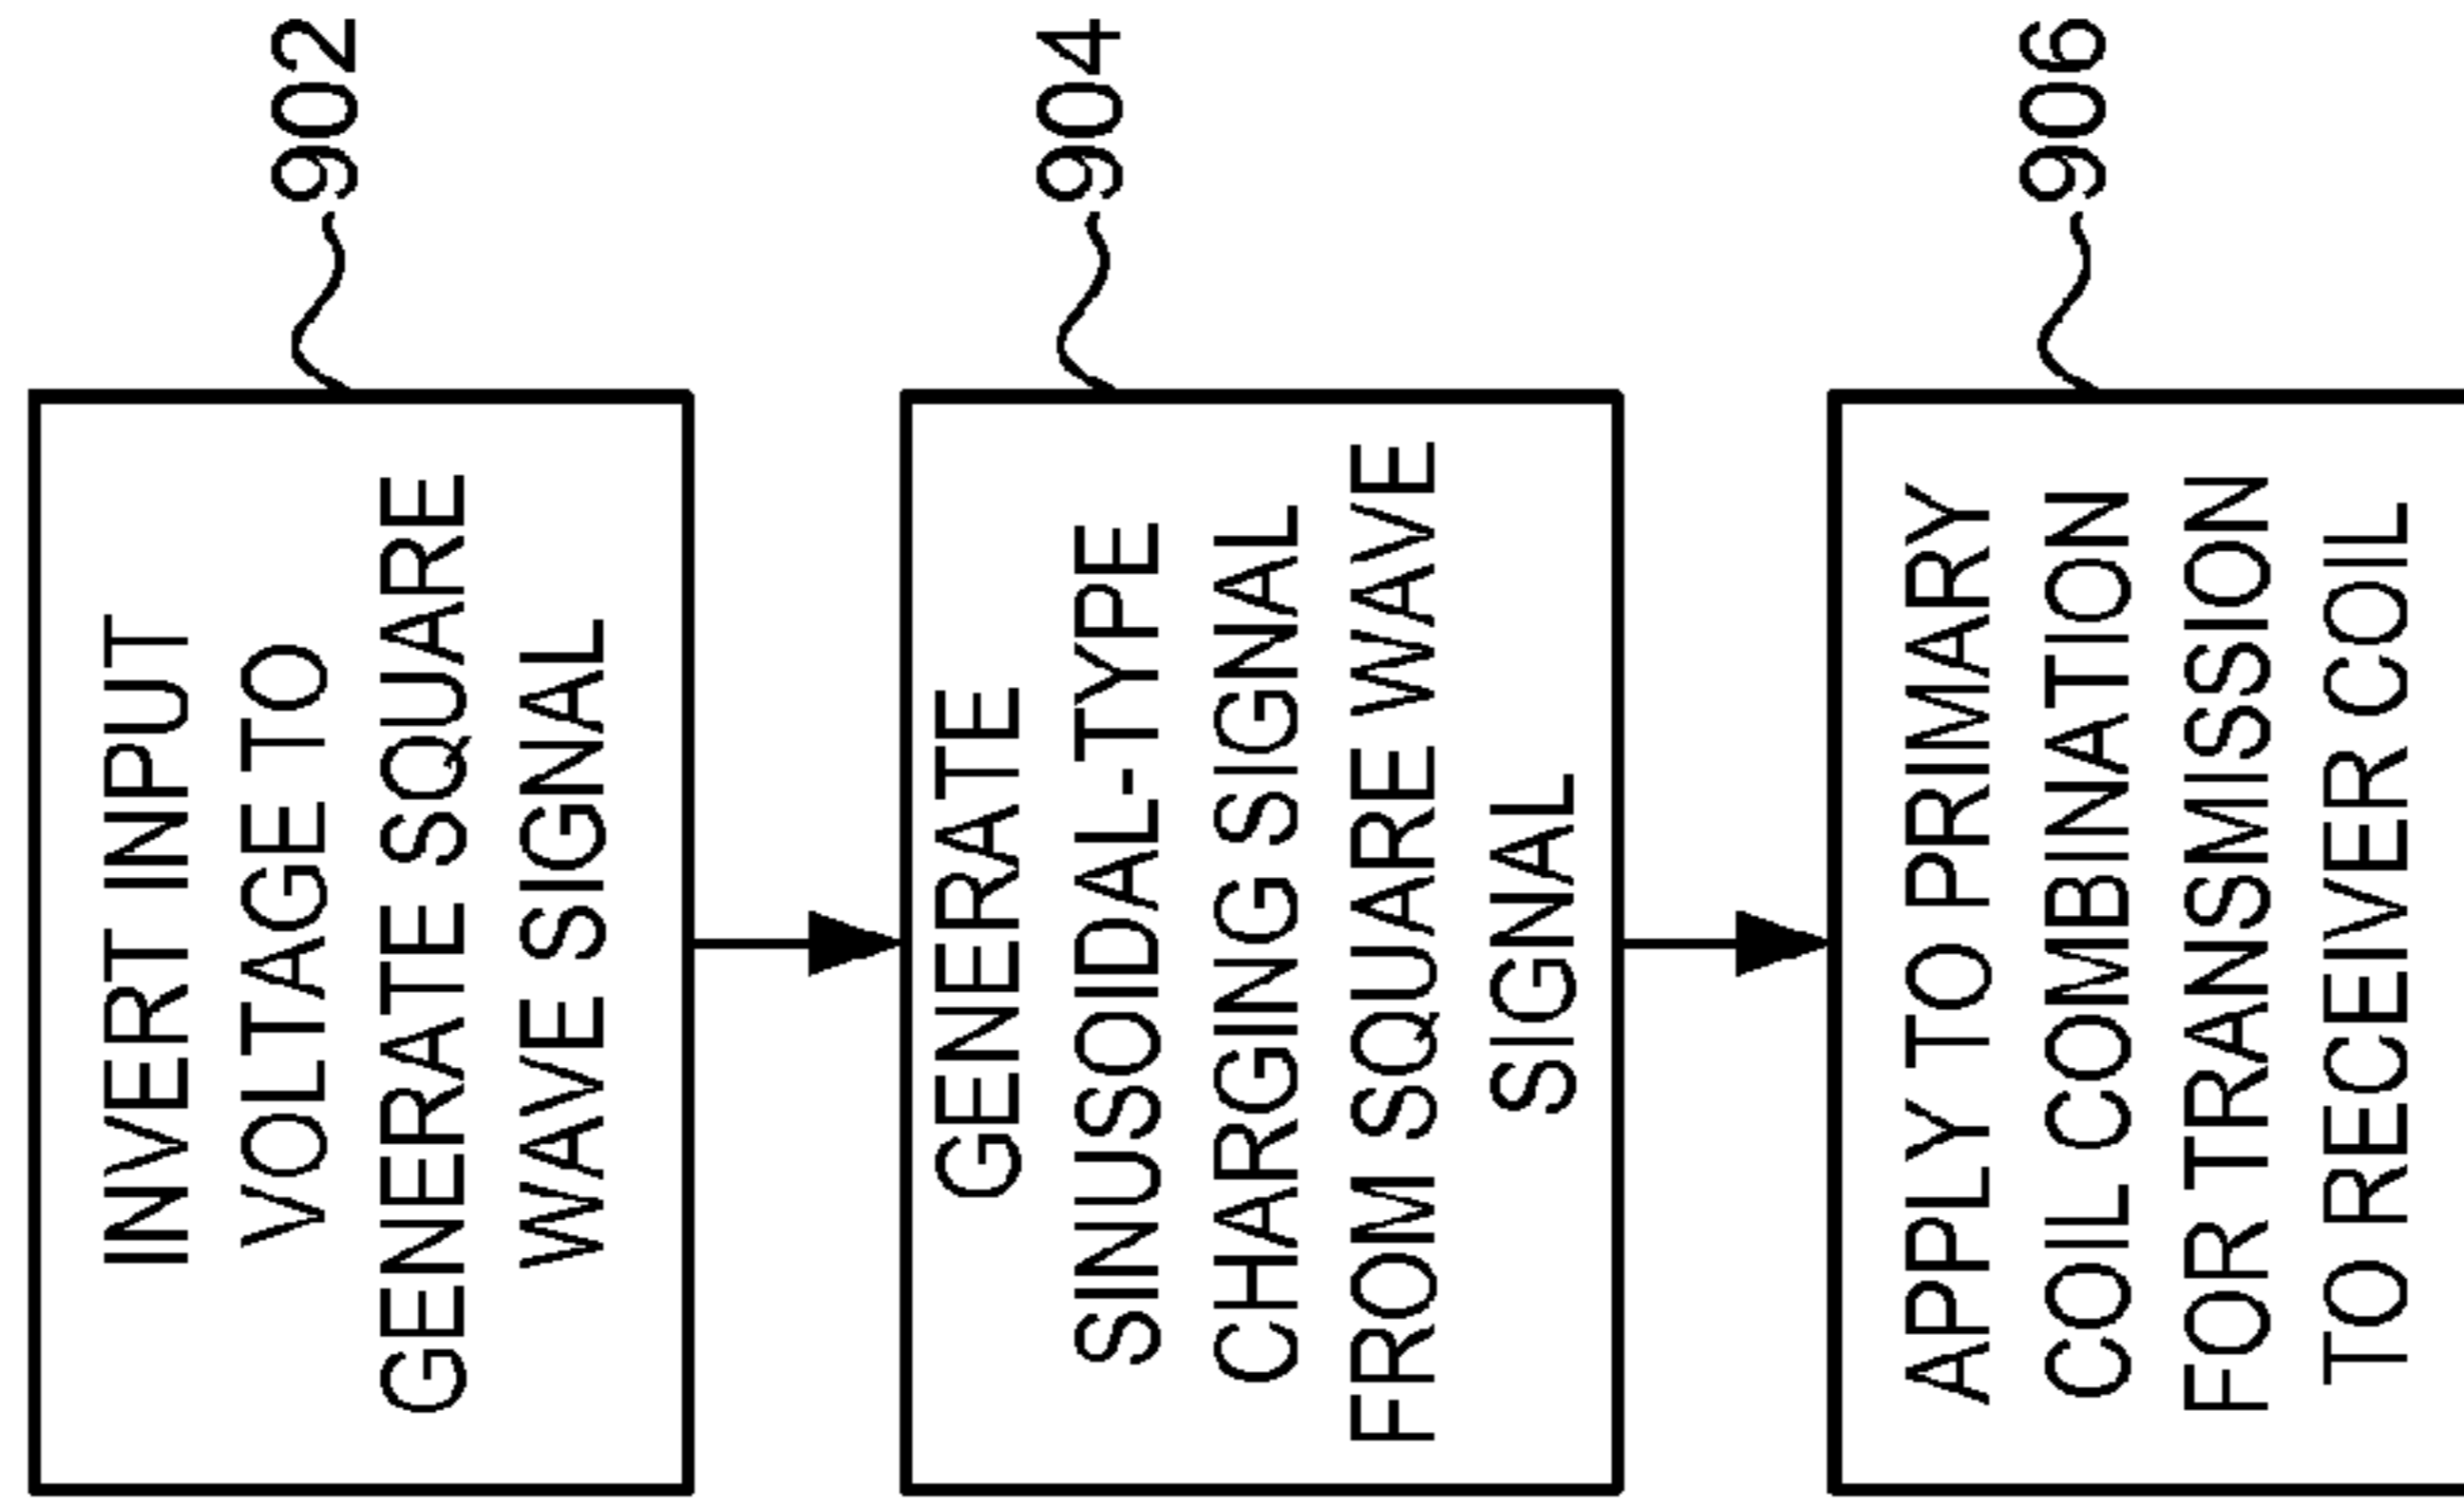 INVERT INPUT
VOLTAGE TO
GENERATE SQUARE
WAVE SIGNAL
902
GENERATE
SINUSOIDAL-TYPE
CHARGING SIGNAL
FROM SQUARE WAVE
SIGNAL
904
APPLY TO PRIMARY
COIL COMBINATION
FOR TRANSMISSION
TO RECEIVER COIL
906